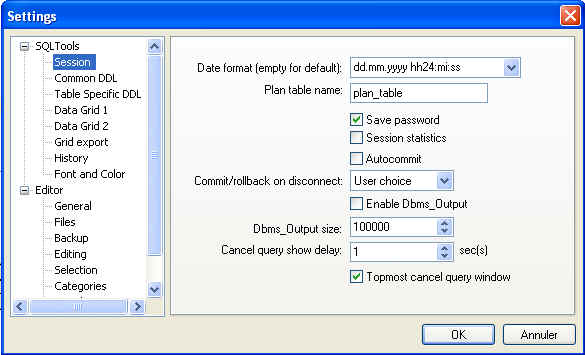 Settings
SQLTools
Session
Common DDL
Table Specific DDL
Data Grid 1
Data Grid 2
Grid export
History
Font and Color
Editor
General
Files
Backup
Editing
Selection
Categories
Date format (empty for default): dd.mm.yyyy hh24:mi:ss
Plan table name: plan_table
Save password
Session statistics
Autocommit
Commit/rollback on disconnect: User choice
Enable Dbms_Output
Dbms_Output size: 100000
Cancel query show delay: 1 sec(s)
Topmost cancel query window
OK Annuler